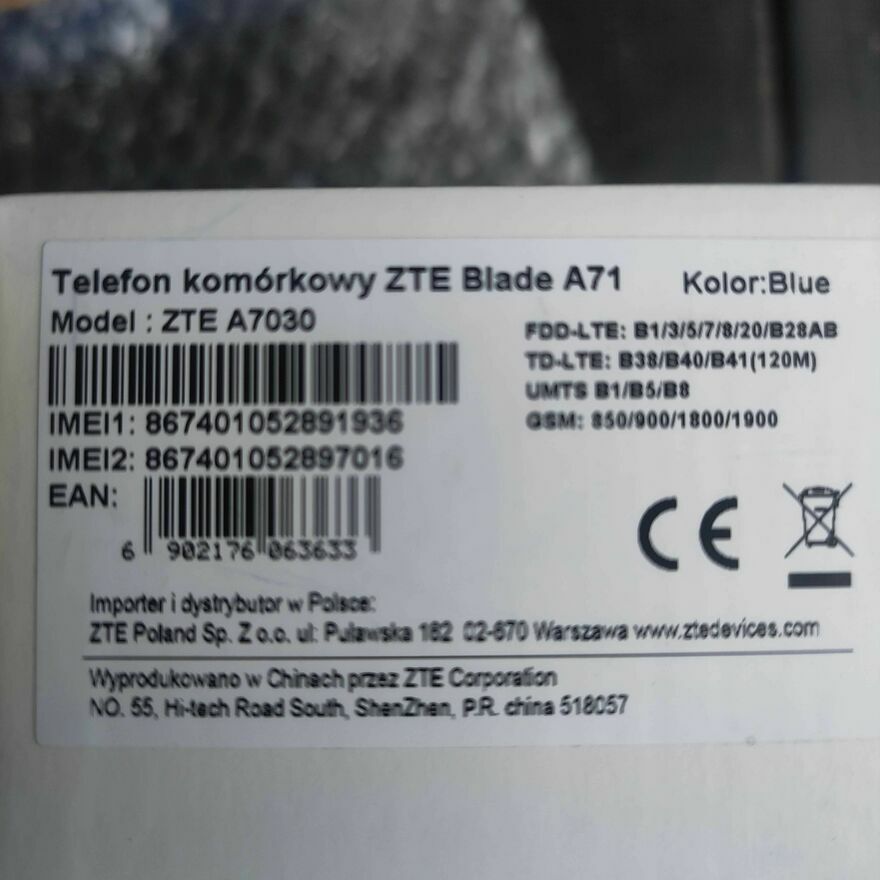 Telefon komórkowy ZTE Blade A71 Kolor:Blue
Model : ZTE A7030
FDD-LTE: B1/3/5/7/8/20/B28AB
TD-LTE: B38/B40/B41(120M)
UMTS B1/B5/B8
GSM: 850/900/1800/1900
IMEI1: 867401052891936
IMEI2: 867401052897016
EAN:
6 902176 063633
CE
Importer i dystrybutor w Polsce:
ZTE Poland Sp. Z o.o. ul: Puławska 182 02-670 Warszawa www.ztedevices.com
Wyprodukowano w Chinach przez ZTE Corporation
NO. 55, Hi-tech Road South, ShenZhen, P.R. china 518057